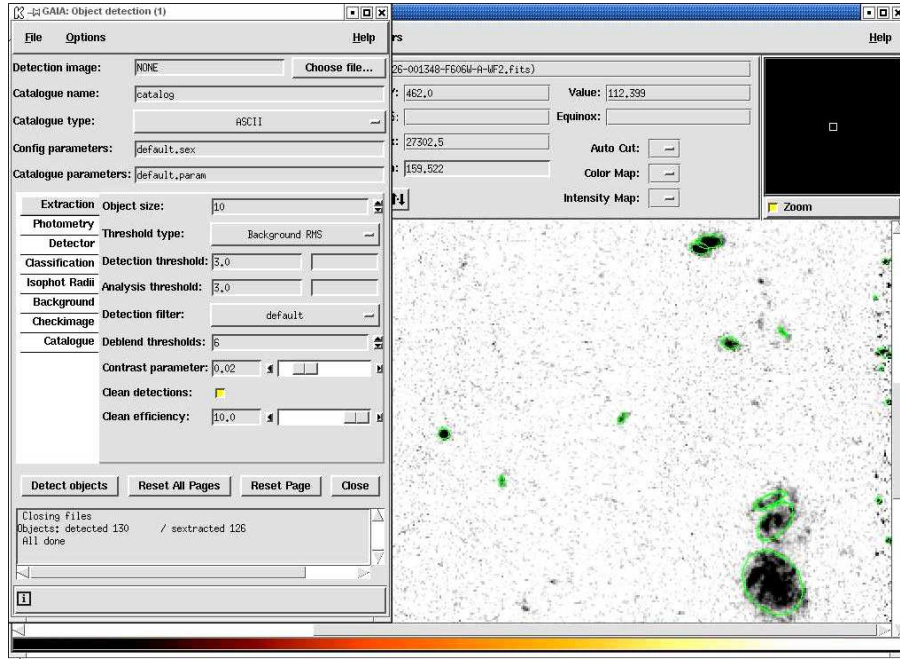 GAIA: Object detection (1)
File Options Help
Detection image: NONE Choose file...
Catalogue name: catalog
Catalogue type: ASCII
Config parameters: default.sex
Catalogue parameters: default.param
Extraction
Photometry
Detector
Classification
Isophot Radii
Background
Checkimage
Catalogue
Object size: 10
Threshold type: Background RMS
Detection threshold: 3.0
Analysis threshold: 3.0
Detection filter: default
Deblend thresholds: 6
Contrast parameter: 0.02
Clean detections:
Clean efficiency: 10.0
Detect objects Reset All Pages Reset Page Close
Closing files
Objects: detected 130 / sextracted 126
All done
rs Help
26-001348-F606W-A-WF2.fits)
Y: 462.0 Value: 112.399
Equinox:
27302.5 Auto Cut:
159.522 Color Map:
Intensity Map:
Zoom